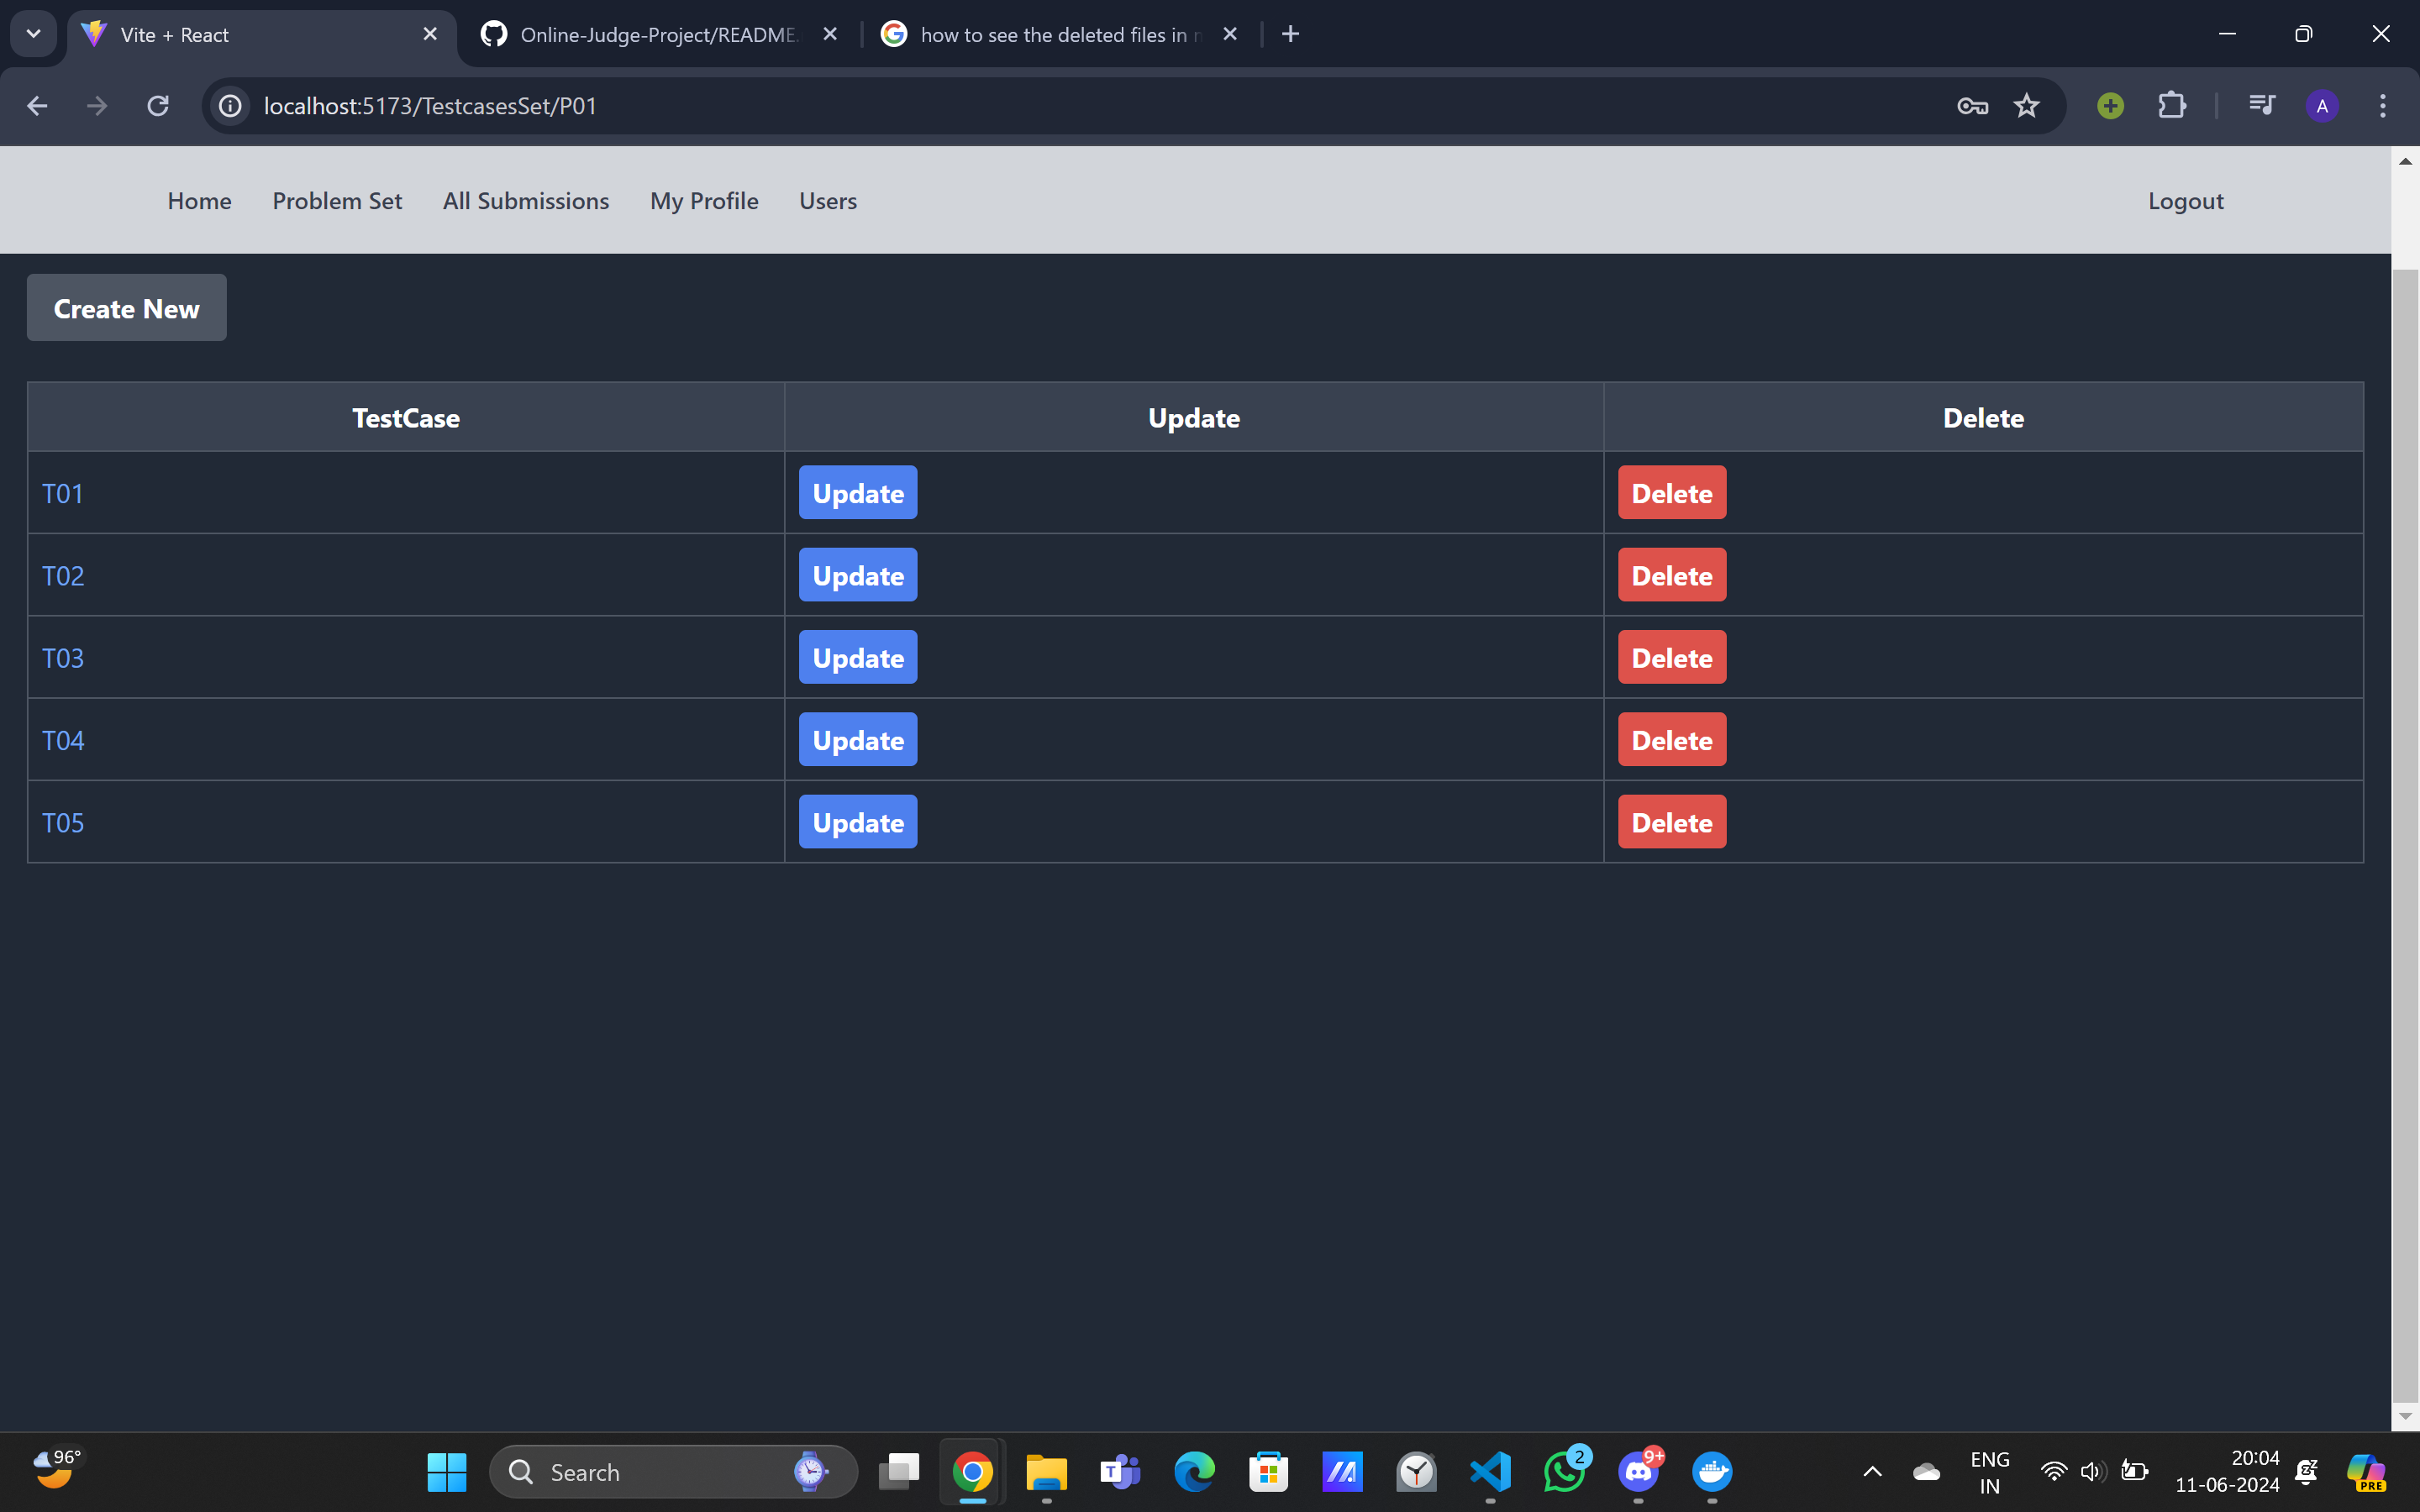 Vite + React
Online-Judge-Project/README.
how to see the deleted files in
localhost:5173/TestcasesSet/P01
A
Home Problem Set All Submissions My Profile Users Logout
Create New
TestCase Update Delete
T01 Update Delete
T02 Update Delete
T03 Update Delete
T04 Update Delete
T05 Update Delete
96°
Search
T
2
9+
ENG
IN
20:04
11-06-2024
PRE